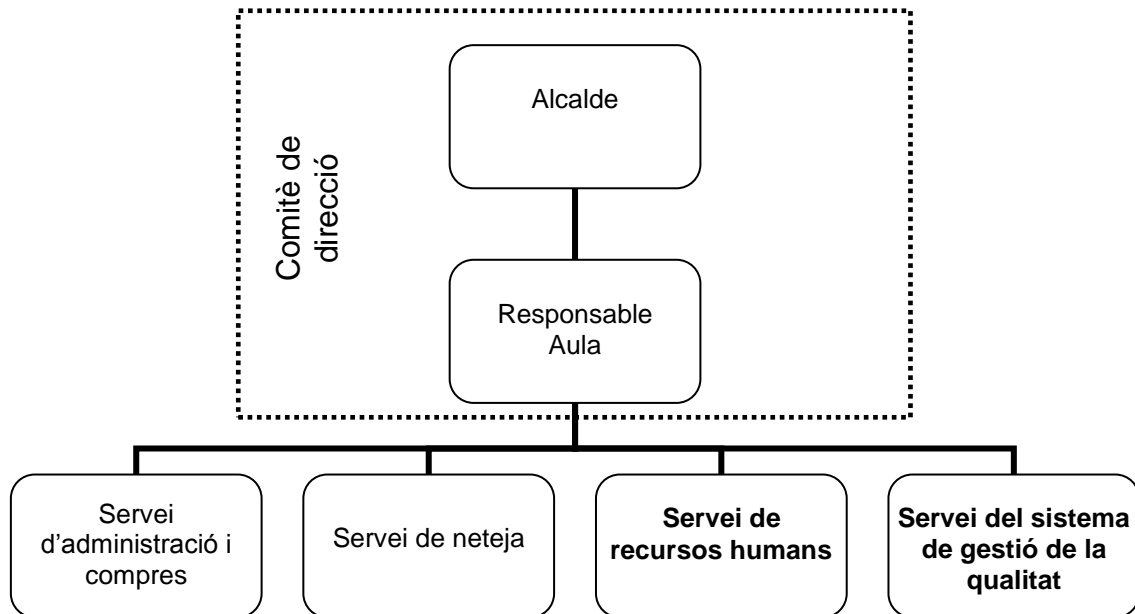 Alcalde
Comitè de
direcció
Responsable
Aula
Servei
d’administració i
compres
Servei de neteja
Servei de
recursos humans
Servei del sistema
de gestió de la
qualitat